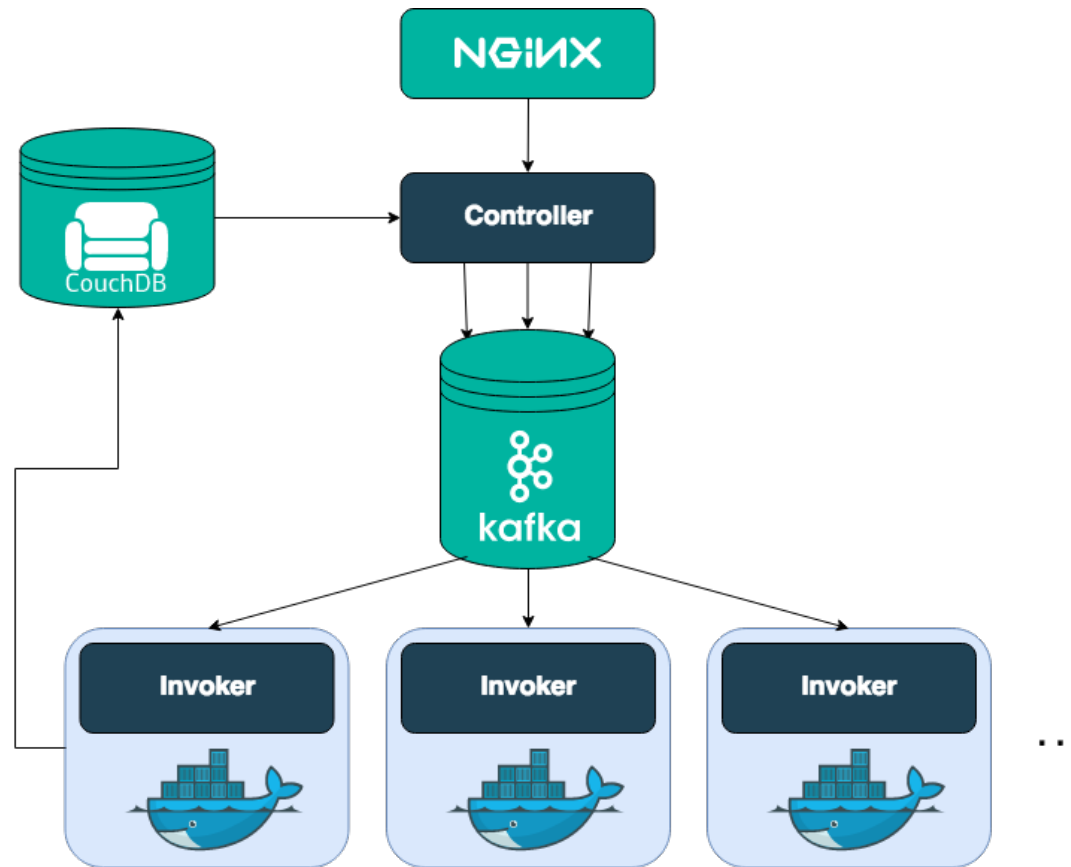 NGINX
Controller
CouchDB
kafka
Invoker
Invoker
Invoker
..